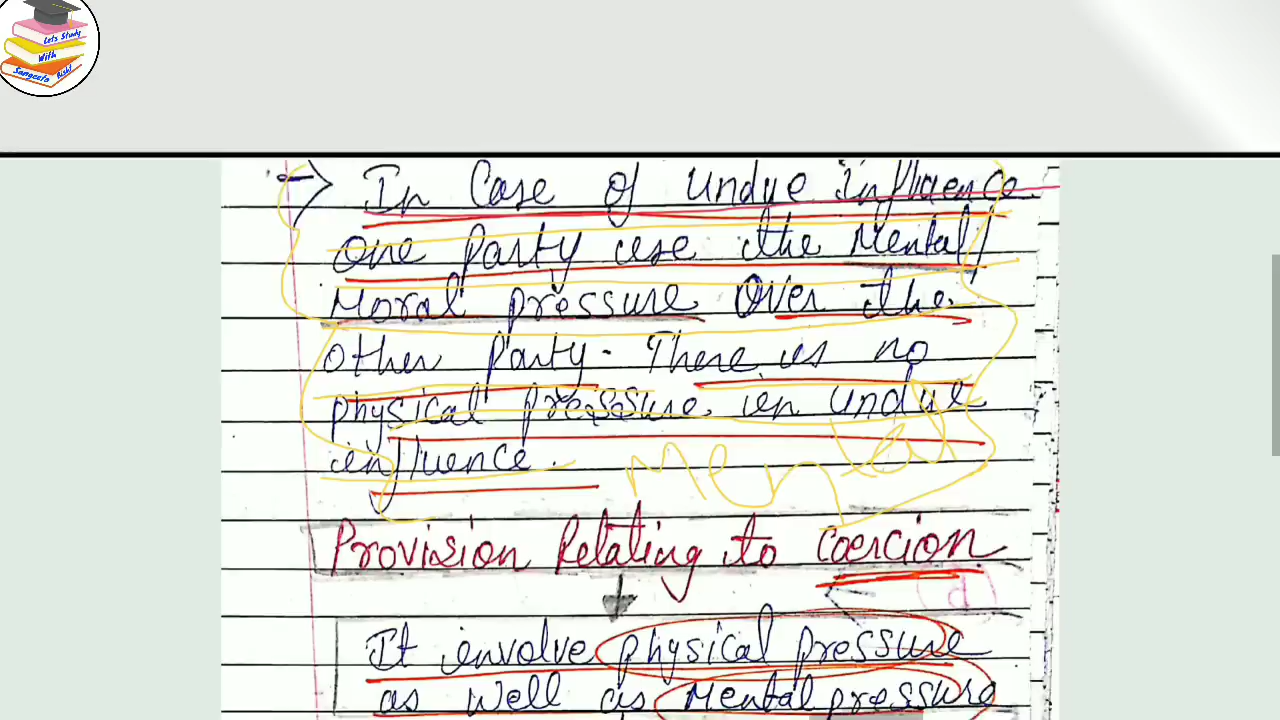 Lets Study
With
Sangeeta Bisht
In Case of undue influence
one party use the Mental/
Moral pressure Over the
other party. There is no
physical pressure in undue
influence.
Mental
Provision Relating to Coercion
It involve physical pressure
as well as Mental pressure